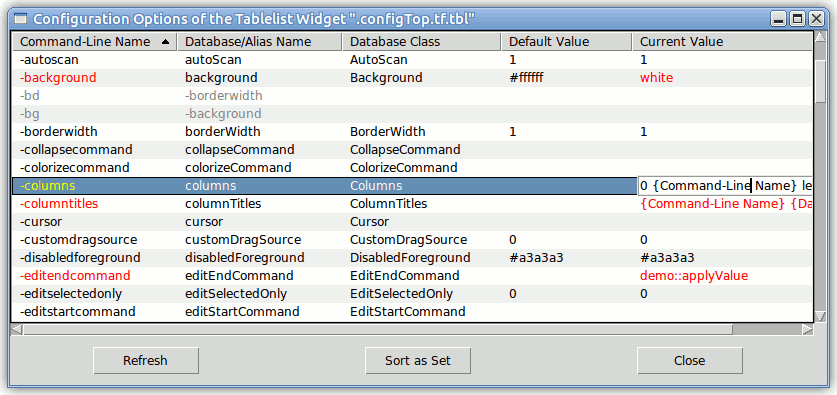 Configuration Options of the Tablelist Widget ".configTop.tf.tbl"
Command-Line Name Database/Alias Name Database Class Default Value Current Value
-autoscan autoScan AutoScan 1 1
-background background Background #ffffff white
-bd -borderwidth
-bg -background
-borderwidth borderWidth BorderWidth 1 1
-collapsecommand collapseCommand CollapseCommand
-colorizecommand colorizeCommand ColorizeCommand
-columns columns Columns 0 {Command-Line Name} le
-columntitles columnTitles ColumnTitles {Command-Line Name} {Da
-cursor cursor Cursor
-customdragsource customDragSource CustomDragSource 0 0
-disabledforeground disabledForeground DisabledForeground #a3a3a3 #a3a3a3
-editendcommand editEndCommand EditEndCommand demo::applyValue
-editselectedonly editSelectedOnly EditSelectedOnly 0 0
-editstartcommand editStartCommand EditStartCommand
Refresh Sort as Set Close